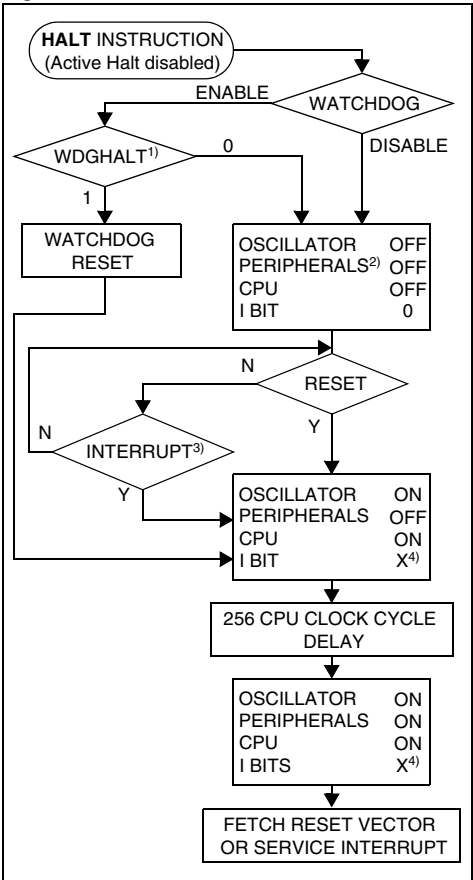 HALT INSTRUCTION
(Active Halt disabled)
ENABLE
WATCHDOG
WDGHALT1)
0
DISABLE
1
WATCHDOG
RESET
OSCILLATOR OFF
PERIPHERALS2) OFF
CPU OFF
I BIT 0
N
RESET
N
INTERRUPT3)
Y
Y
OSCILLATOR ON
PERIPHERALS OFF
CPU ON
I BIT X4)
256 CPU CLOCK CYCLE
DELAY
OSCILLATOR ON
PERIPHERALS ON
CPU ON
I BITS X4)
FETCH RESET VECTOR
OR SERVICE INTERRUPT